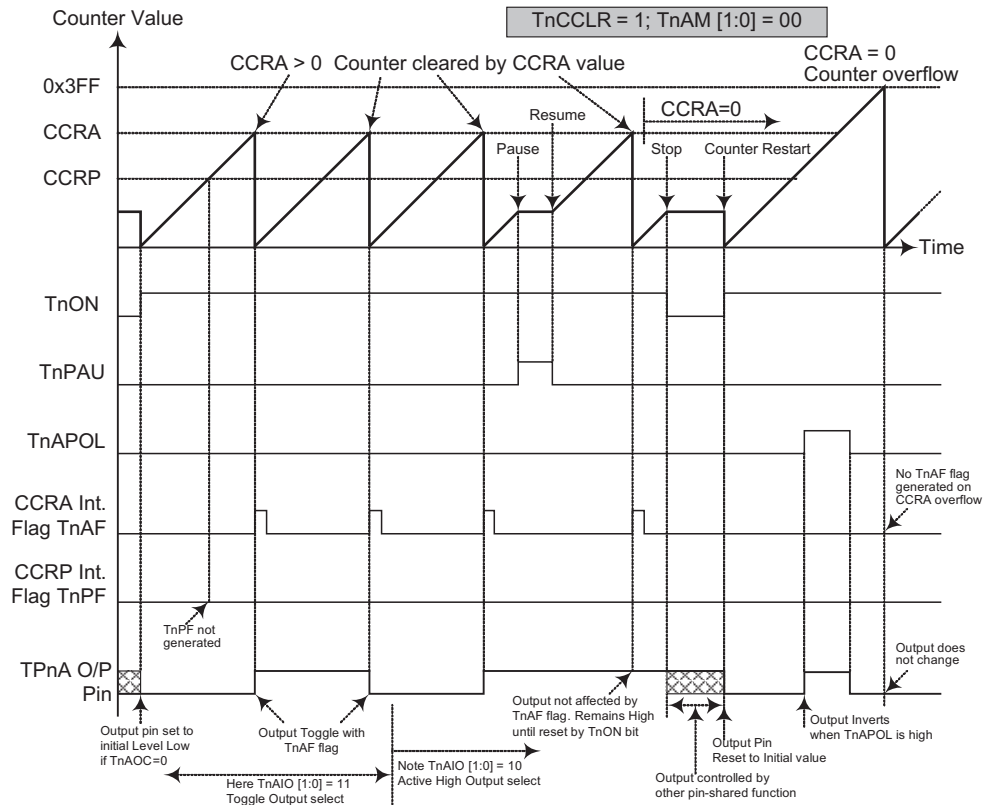 Counter Value
TnCCLR = 1; TnAM [1:0] = 00
CCRA > 0
Counter cleared by CCRA value
CCRA = 0
Counter overflow
0x3FF
CCRA
CCRP
Resume
CCRA=0
Pause
Stop
Counter Restart
Time
TnON
TnPAU
TnAPOL
CCRA Int.
Flag TnAF
No TnAF flag
generated on
CCRA overflow
CCRP Int.
Flag TnPF
TnPF not
generated
TPnA O/P
Pin
Output does
not change
Output pin set to
initial Level Low
if TnAOC=0
Output Toggle with
TnAF flag
Output not affected by
TnAF flag. Remains High
until reset by TnON bit
Output Inverts
when TnAPOL is high
Output Pin
Reset to Initial value
Here TnAIO [1:0] = 11
Toggle Output select
Note TnAIO [1:0] = 10
Active High Output select
Output controlled by
other pin-shared function